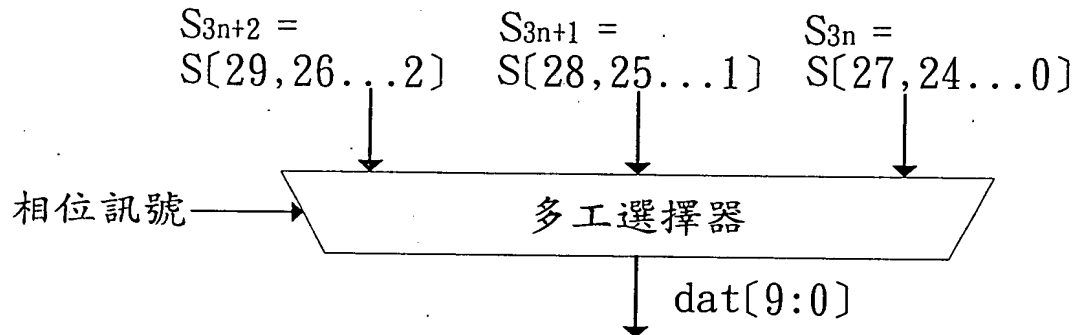 S3n+2 =
S[29,26...2]
S3n+1 =
S[28,25...1]
S3n =
S[27,24...0]
相位訊號
多工選擇器
dat[9:0]